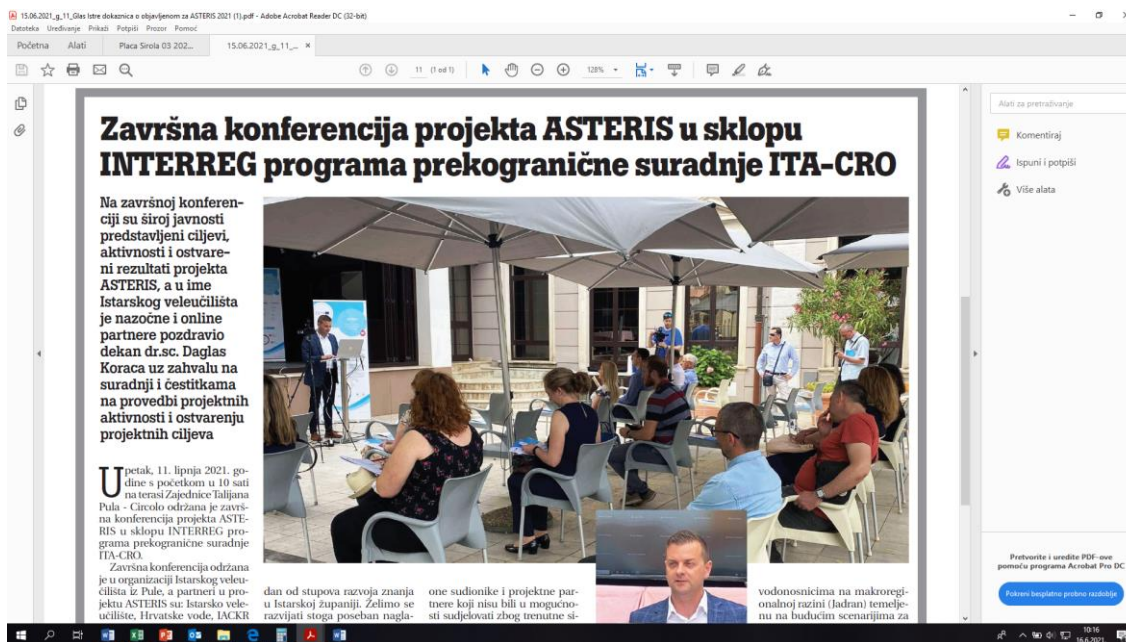 15.06.2021_g_11_Glas Istre dokaznica o objavljenom za ASTERIS 2021 (1).pdf - Adobe Acrobat Reader DC (32-bit)
Datoteka Uređivanje Prikaži Potpiši Prozor Pomoć
Početna Alati Placa Sirola 03 202... 15.06.2021_g_11_... ×
11 (1 od 1) 128%
Završna konferencija projekta ASTERIS u sklopu
INTERREG programa prekogranične suradnje ITA-CRO
Na završnoj konferen-
ciji su široj javnosti
predstavljeni ciljevi,
aktivnosti i ostvare-
ni rezultati projekta
ASTERIS, a u ime
Istarskog veleučilišta
je nazočne i online
partnere pozdravio
dekan dr.sc. Daglas
Koraca uz zahvalu na
suradnji i čestitkama
na provedbi projektnih
aktivnosti i ostvarenju
projektnih ciljeva
U petak, 11. lipnja 2021. go-
dine s početkom u 10 sati
na terasi Zajednice Talijana
Pula - Circolo održana je završ-
na konferencija projekta ASTE-
RIS u sklopu INTERREG pro-
grama prekogranične suradnje
ITA-CRO.
Završna konferencija održana
je u organizaciji Istarskog veleu-
čilišta iz Pule, a partneri u pro-
jektu ASTERIS su: Istarsko vele-
učilište, Hrvatske vode, IACKR
dan od stupova razvoja znanja
u Istarskoj županiji. Želimo se
razvijati stoga poseban nagla-
one sudionike i projektne par-
tnere koji nisu bili u mogućno-
sti sudjelovati zbog trenutne si-
vodonosnicima na makroregi-
onalnoj razini (Jadran) temelje-
nu na budućim scenarijima za
Alati za pretraživanje
Komentiraj
Ispuni i potpiši
Više alata
Pretvorite i uredite PDF-ove
pomoću programa Acrobat Pro DC
Pokreni besplatno probno razdoblje
10:16
16.6.2021.